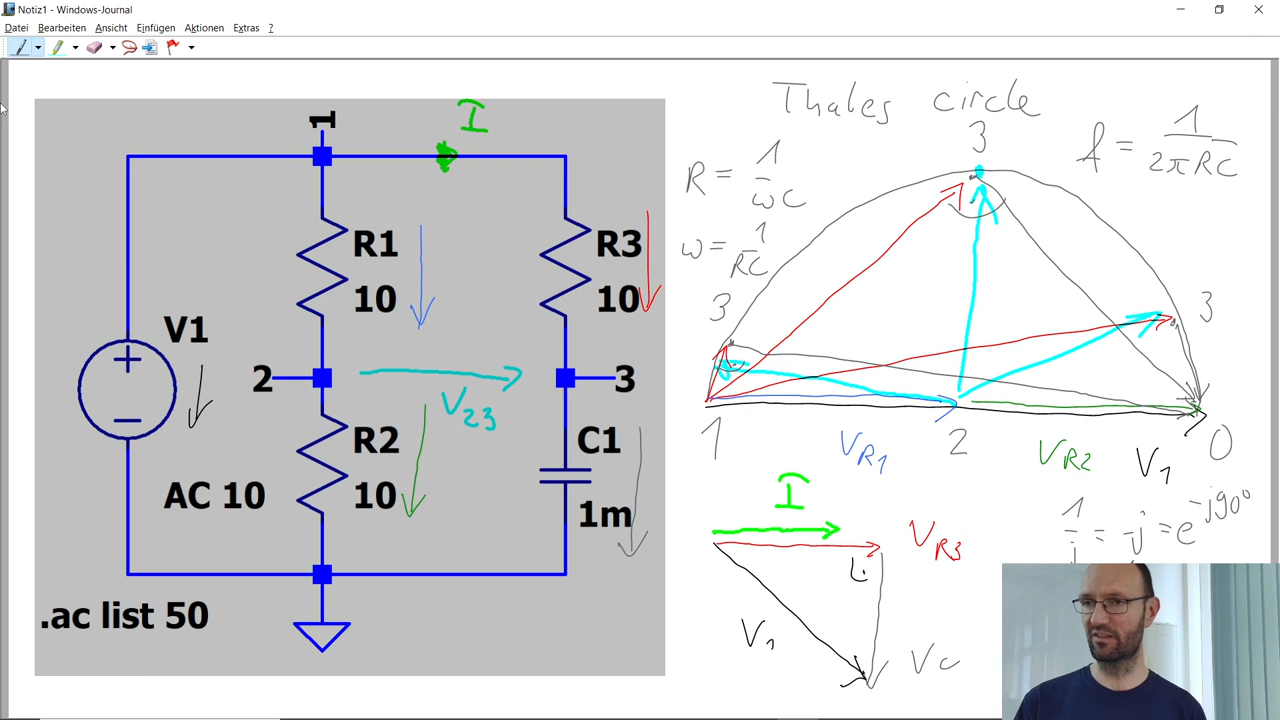 Notiz1 - Windows-Journal
Datei Bearbeiten Ansicht Einfügen Aktionen Extras ?
1
I
R1
10
R3
10
V1
2
3
V23
R2
10
C1
1m
AC 10
.ac list 50
Thales circle
3
f = 1/2πRC
R = 1/ωC
ω = 1/RC
3
3
1
VR1
2
VR2
V1
0
I
VR3
1/j = -j = e^-j90°
V1
VC